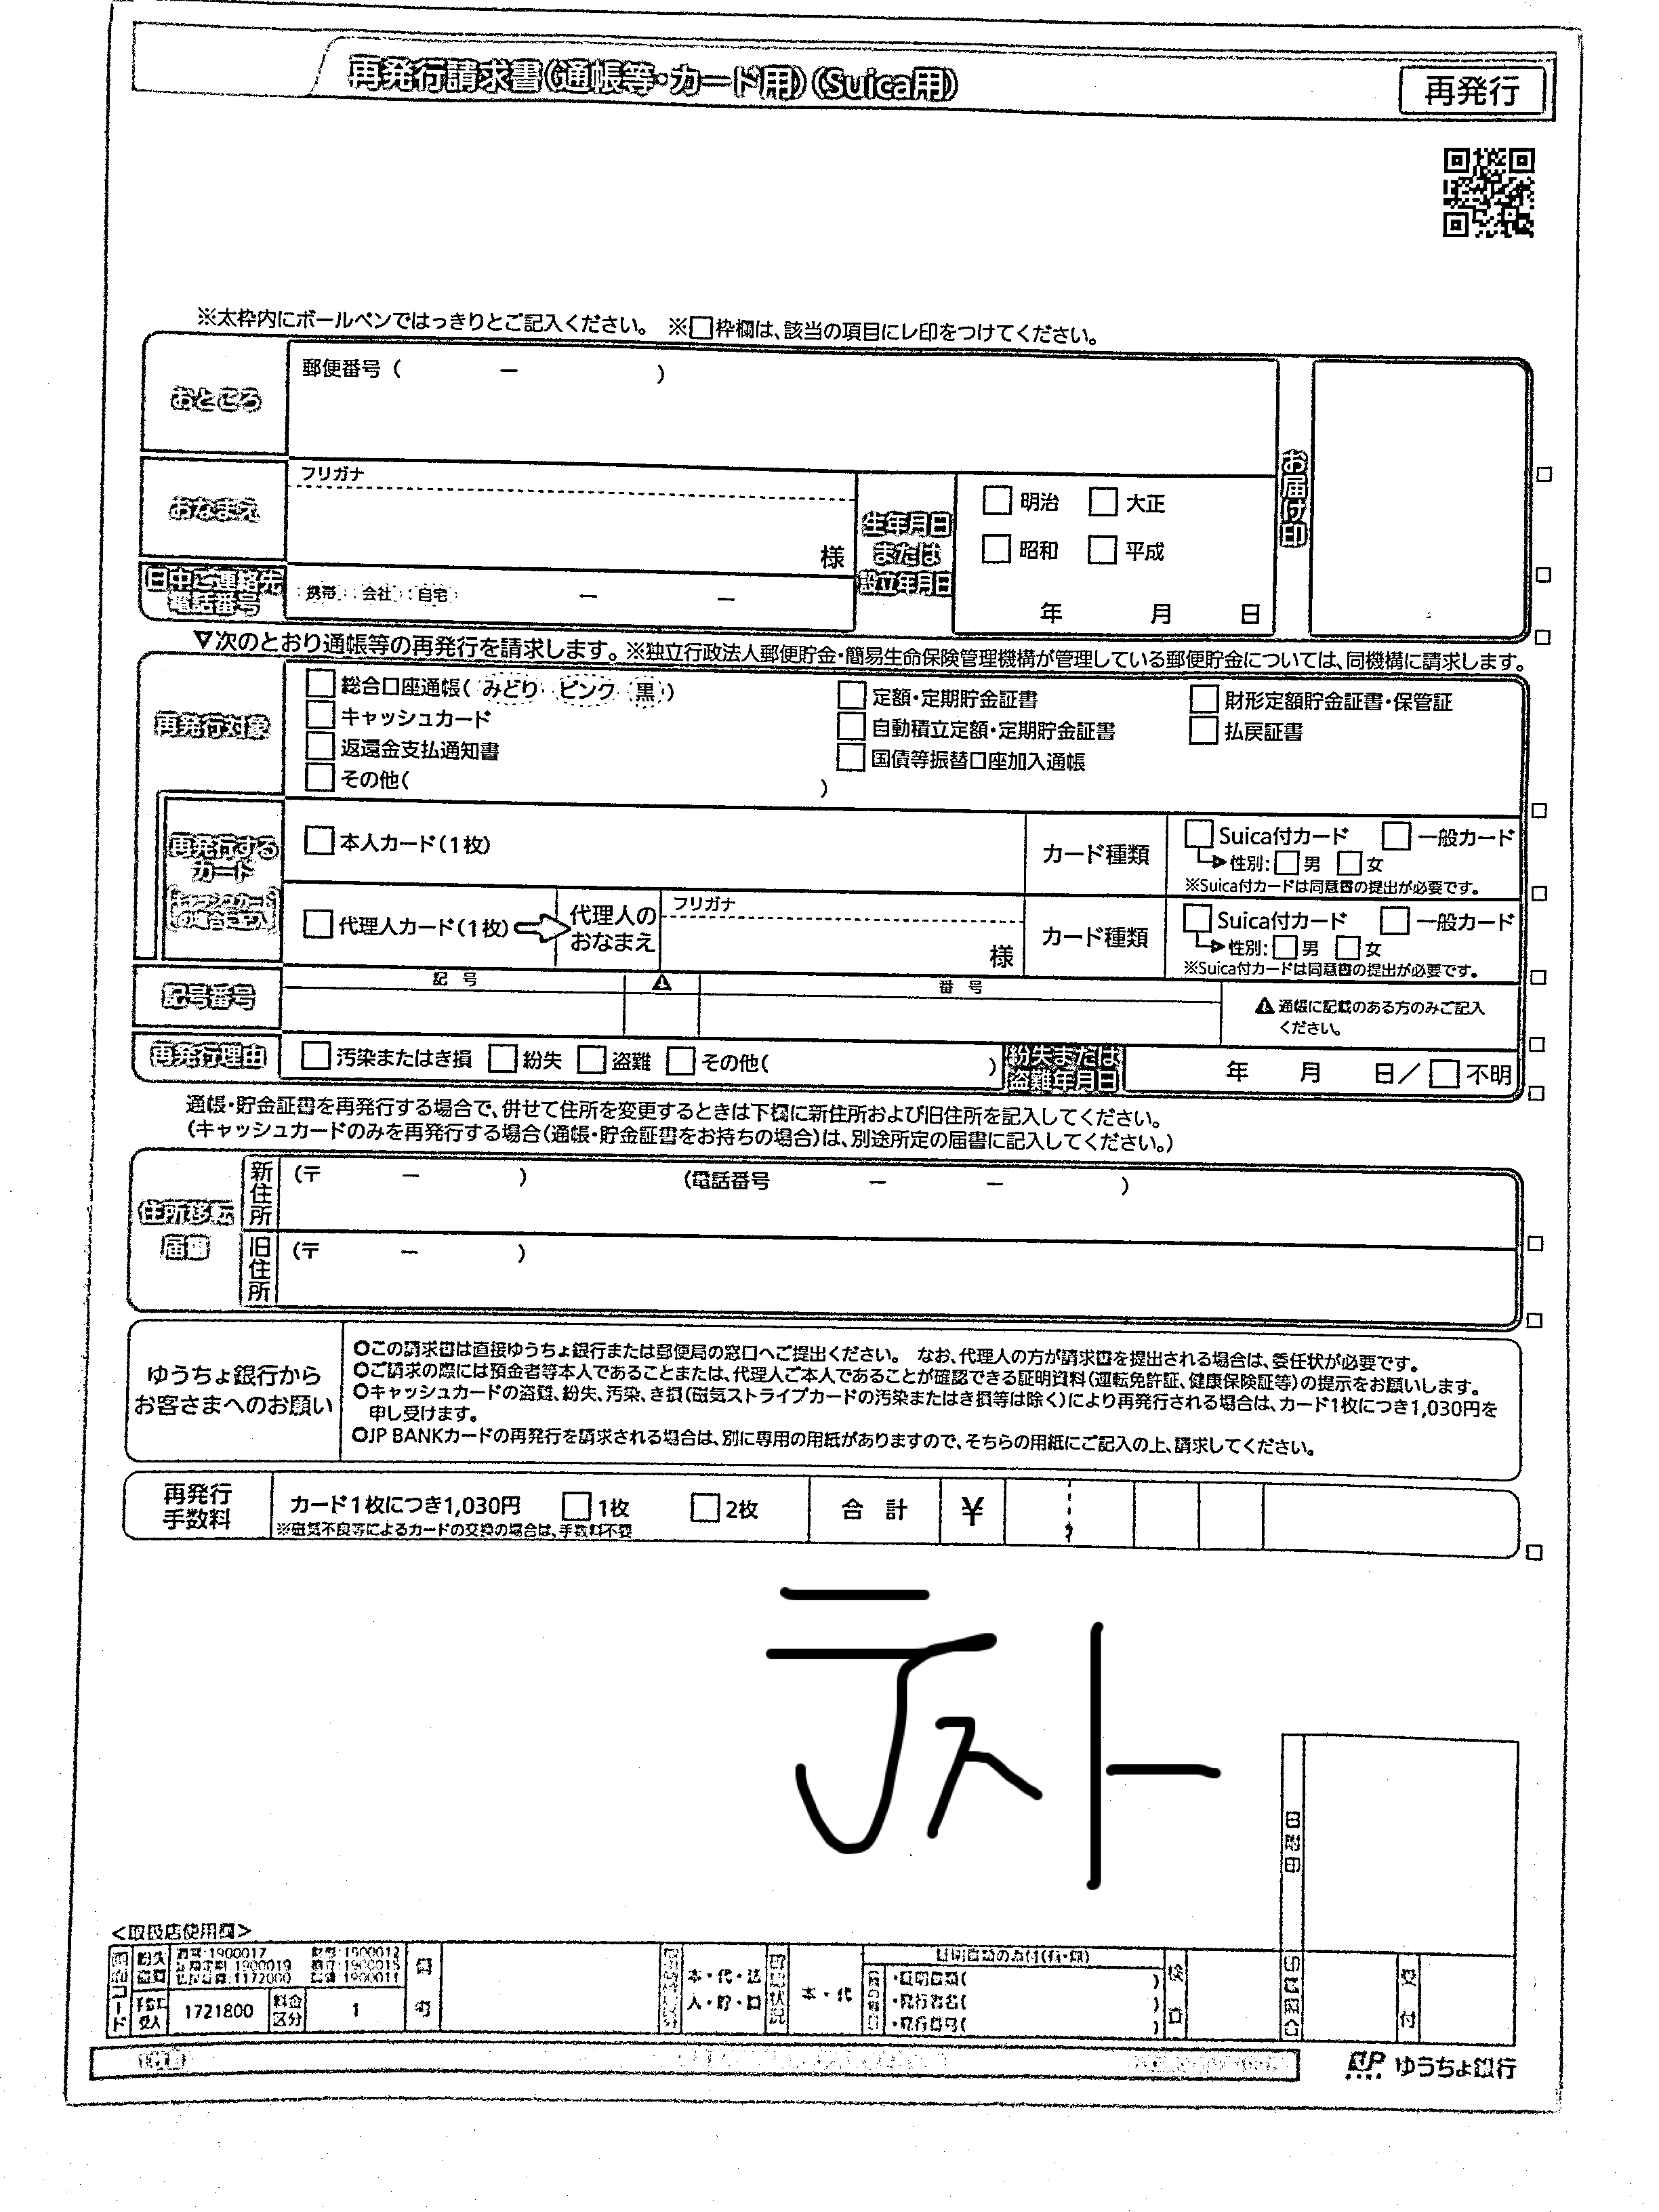 再発行請求書(通帳等・カード用)(Suica用)
再発行
※太枠内にボールペンではっきりとご記入ください。 ※□枠欄は、該当の項目にレ印をつけてください。
おところ
郵便番号( ー )
お届け印
おなまえ
フリガナ
様
生年月日
または
設立年月日
□ 明治 □ 大正
□ 昭和 □ 平成
年 月 日
日中ご連絡先
電話番号
携帯 会社 自宅 ー ー
▽次のとおり通帳等の再発行を請求します。※独立行政法人郵便貯金・簡易生命保険管理機構が管理している郵便貯金については、同機構に請求します。
再発行対象
□ 総合口座通帳( みどり ピンク 黒 )
□ キャッシュカード
□ 返還金支払通知書
□ その他( )
□ 定額・定期貯金証書
□ 自動積立定額・定期貯金証書
□ 国債等振替口座加入通帳
□ 財形定額貯金証書・保管証
□ 払戻証書
再発行する
カード
キャッシュカード
の場合ご記入
□ 本人カード(1枚)
カード種類
□ Suica付カード □ 一般カード
性別:□ 男 □ 女
※Suica付カードは同意書の提出が必要です。
□ 代理人カード(1枚)
代理人の
おなまえ
フリガナ
様
カード種類
□ Suica付カード □ 一般カード
性別:□ 男 □ 女
※Suica付カードは同意書の提出が必要です。
記号番号
記 号
番 号
通帳に記載のある方のみご記入
ください。
再発行理由
□ 汚染またはき損 □ 紛失 □ 盗難 □ その他( )
紛失または
盗難年月日
年 月 日/□ 不明
通帳・貯金証書を再発行する場合で、併せて住所を変更するときは下欄に新住所および旧住所を記入してください。
(キャッシュカードのみを再発行する場合(通帳・貯金証書をお持ちの場合)は、別途所定の届書に記入してください。)
住所移転
届書
新住所
(〒 ー ) (電話番号 ー ー )
旧住所
(〒 ー )
ゆうちょ銀行から
お客さまへのお願い
○この請求書は直接ゆうちょ銀行または郵便局の窓口へご提出ください。 なお、代理人の方が請求書を提出される場合は、委任状が必要です。
○ご請求の際には預金者等本人であることまたは、代理人ご本人であることが確認できる証明資料(運転免許証、健康保険証等)の提示をお願いします。
○キャッシュカードの盗難、紛失、汚染、き損(磁気ストライプカードの汚染またはき損等は除く)により再発行される場合は、カード1枚につき1,030円を
申し受けます。
○JP BANKカードの再発行を請求される場合は、別に専用の用紙がありますので、そちらの用紙にご記入の上、請求してください。
再発行
手数料
カード1枚につき1,030円 □ 1枚 □ 2枚
※磁気不良等によるカードの交換の場合は、手数料不要
合 計 ¥ ,
テスト
日附印
<取扱店使用欄>
コード
紛失
盗難
:1900017
:1900012
:1900019
:1900015
:1172000
:1900011
受入
1721800
料金
区分
1
備考
本・代・法
人・貯・
状況
本・代
証明書類の添付(有・無)
・証明書類( )
・発行者名( )
・発行番号( )
検査
印鑑照合
受付
JP ゆうちょ銀行